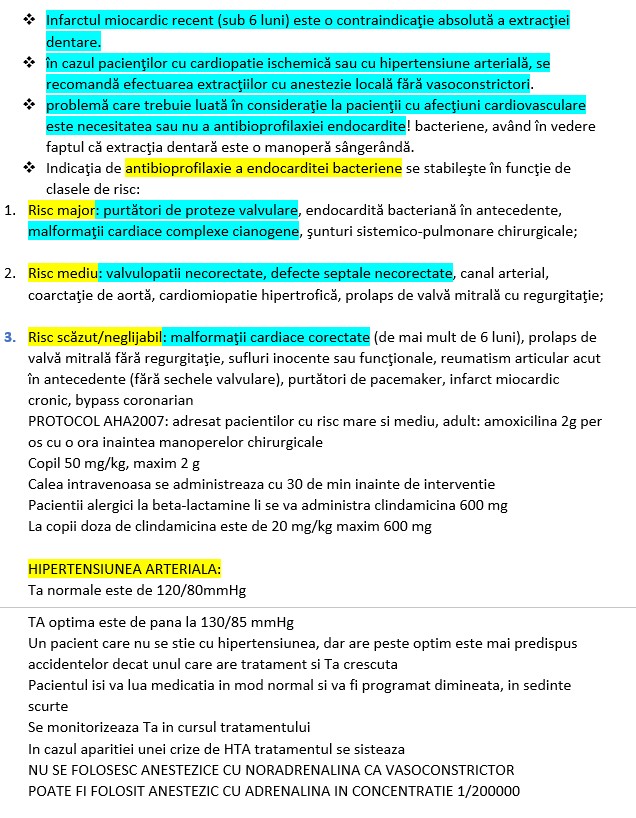 ❖ Infarctul miocardic recent (sub 6 luni) este o contraindicaţie absolută a extracţiei
dentare.
❖ în cazul pacienţilor cu cardiopatie ischemică sau cu hipertensiune arterială, se
recomandă efectuarea extracţiilor cu anestezie locală fără vasoconstrictori.
❖ problemă care trebuie luată în consideraţie la pacienţii cu afecţiuni cardiovasculare
este necesitatea sau nu a antibioprofilaxiei endocardite! bacteriene, având în vedere
faptul că extracţia dentară este o manoperă sângerândă.
❖ Indicaţia de antibioprofilaxie a endocarditei bacteriene se stabileşte în funcţie de
clasele de risc:
1. Risc major: purtători de proteze valvulare, endocardită bacteriană în antecedente,
malformaţii cardiace complexe cianogene, şunturi sistemico-pulmonare chirurgicale;
2. Risc mediu: valvulopatii necorectate, defecte septale necorectate, canal arterial,
coarctaţie de aortă, cardiomiopatie hipertrofică, prolaps de valvă mitrală cu regurgitaţie;
3. Risc scăzut/neglijabil: malformaţii cardiace corectate (de mai mult de 6 luni), prolaps de
valvă mitrală fără regurgitaţie, sufluri inocente sau funcţionale, reumatism articular acut
în antecedente (fără sechele valvulare), purtători de pacemaker, infarct miocardic
cronic, bypass coronarian
PROTOCOL AHA2007: adresat pacientilor cu risc mare si mediu, adult: amoxicilina 2g per
os cu o ora inaintea manoperelor chirurgicale
Copil 50 mg/kg, maxim 2 g
Calea intravenoasa se administreaza cu 30 de min inainte de interventie
Pacientii alergici la beta-lactamine li se va administra clindamicina 600 mg
La copii doza de clindamicina este de 20 mg/kg maxim 600 mg
HIPERTENSIUNEA ARTERIALA:
Ta normale este de 120/80mmHg
TA optima este de pana la 130/85 mmHg
Un pacient care nu se stie cu hipertensiunea, dar are peste optim este mai predispus
accidentelor decat unul care are tratament si Ta crescuta
Pacientul isi va lua medicatia in mod normal si va fi programat dimineata, in sedinte
scurte
Se monitorizeaza Ta in cursul tratamentului
In cazul aparitiei unei crize de HTA tratamentul se sisteaza
NU SE FOLOSESC ANESTEZICE CU NORADRENALINA CA VASOCONSTRICTOR
POATE FI FOLOSIT ANESTEZIC CU ADRENALINA IN CONCENTRATIE 1/200000